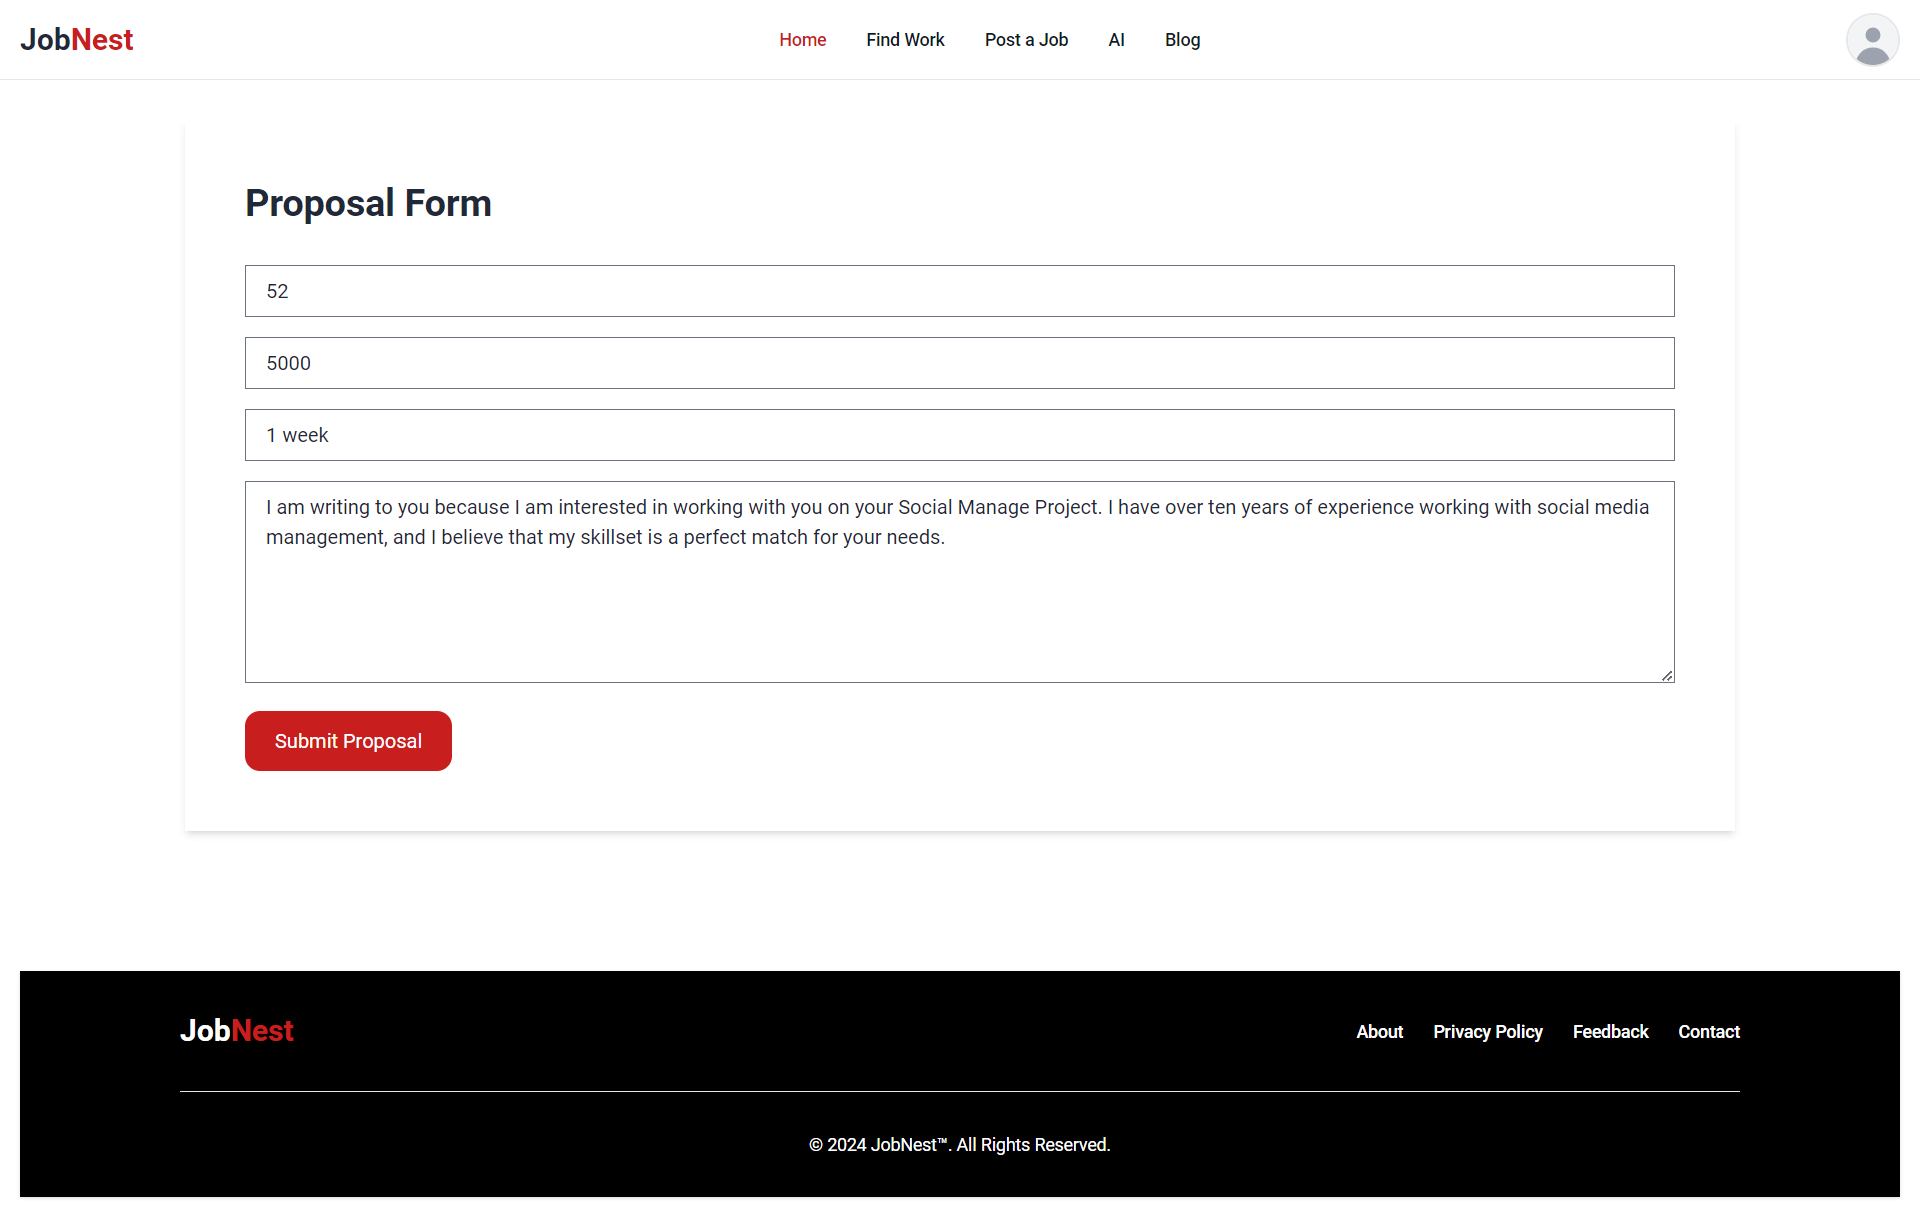 JobNest
Home Find Work Post a Job AI Blog
Proposal Form
52
5000
1 week
I am writing to you because I am interested in working with you on your Social Manage Project. I have over ten years of experience working with social media
management, and I believe that my skillset is a perfect match for your needs.
Submit Proposal
JobNest
About Privacy Policy Feedback Contact
© 2024 JobNest™. All Rights Reserved.